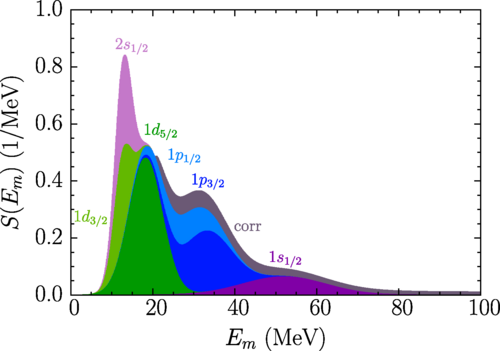 1.0
0.8
0.6
0.4
0.2
0.0
S(E_m) (1/MeV)
2s_{1/2}
1d_{5/2}
1p_{1/2}
1p_{3/2}
1d_{3/2}
corr
1s_{1/2}
0 20 40 60 80 100
E_m (MeV)